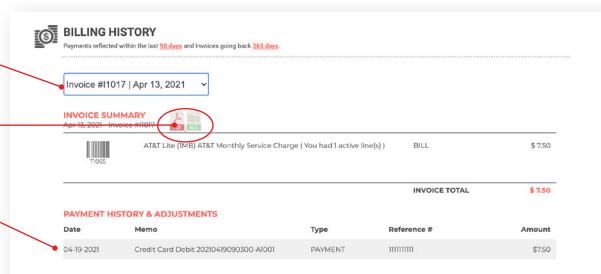 BILLING HISTORY
Payments reflected within the last 90 days and Invoices going back 365 days.
Invoice #I1017 | Apr 13, 2021
INVOICE SUMMARY
Apr 13, 2021 - Invoice #I1017
AT&T Lite (1MB) AT&T Monthly Service Charge ( You had 1 active line(s) ) BILL $ 7.50
T1065
INVOICE TOTAL $ 7.50
PAYMENT HISTORY & ADJUSTMENTS
Date Memo Type Reference # Amount
04-19-2021 Credit Card Debit 20210419090300-A1001 PAYMENT 1111111111 $7.50